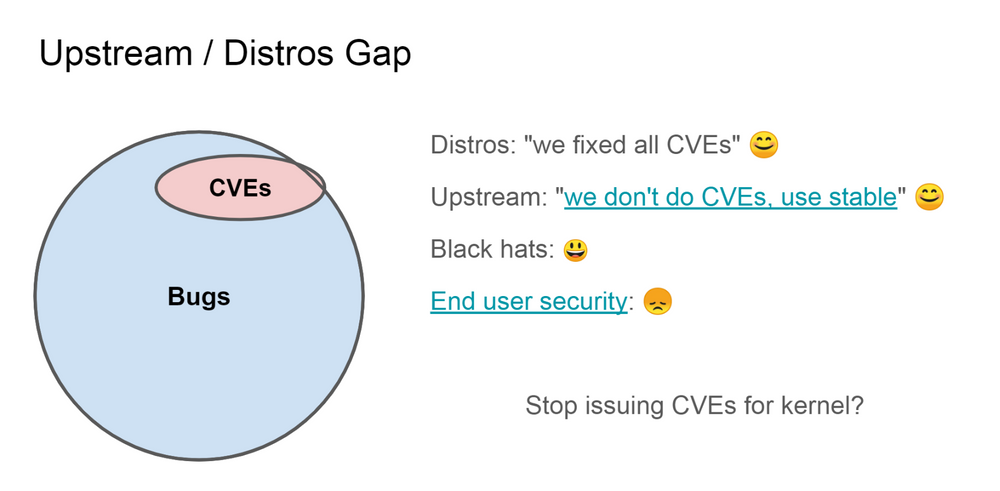 Upstream / Distros Gap
CVEs
Bugs
Distros: "we fixed all CVEs" 😊
Upstream: "we don't do CVEs, use stable" 😊
Black hats: 😃
End user security: 😞
Stop issuing CVEs for kernel?